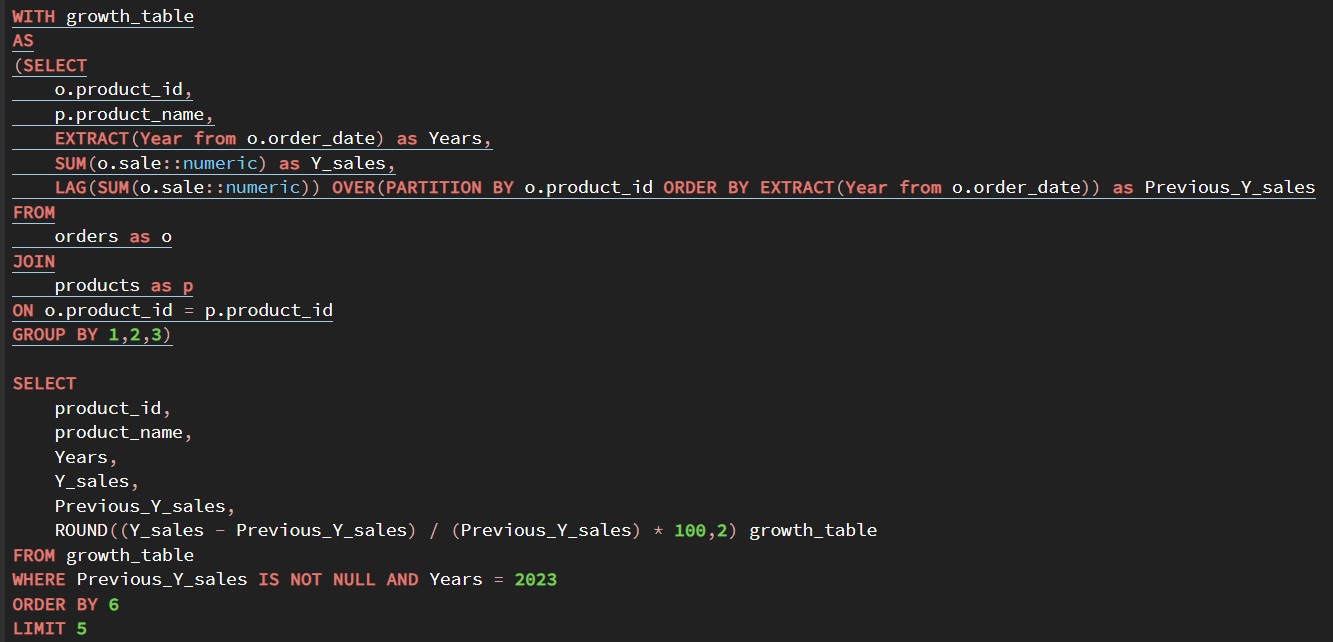 WITH growth_table
AS
(SELECT
    o.product_id,
    p.product_name,
    EXTRACT(Year from o.order_date) as Years,
    SUM(o.sale::numeric) as Y_sales,
    LAG(SUM(o.sale::numeric)) OVER(PARTITION BY o.product_id ORDER BY EXTRACT(Year from o.order_date)) as Previous_Y_sales
FROM
    orders as o
JOIN
    products as p
ON o.product_id = p.product_id
GROUP BY 1,2,3)

SELECT
    product_id,
    product_name,
    Years,
    Y_sales,
    Previous_Y_sales,
    ROUND((Y_sales - Previous_Y_sales) / (Previous_Y_sales) * 100,2) growth_table
FROM growth_table
WHERE Previous_Y_sales IS NOT NULL AND Years = 2023
ORDER BY 6
LIMIT 5